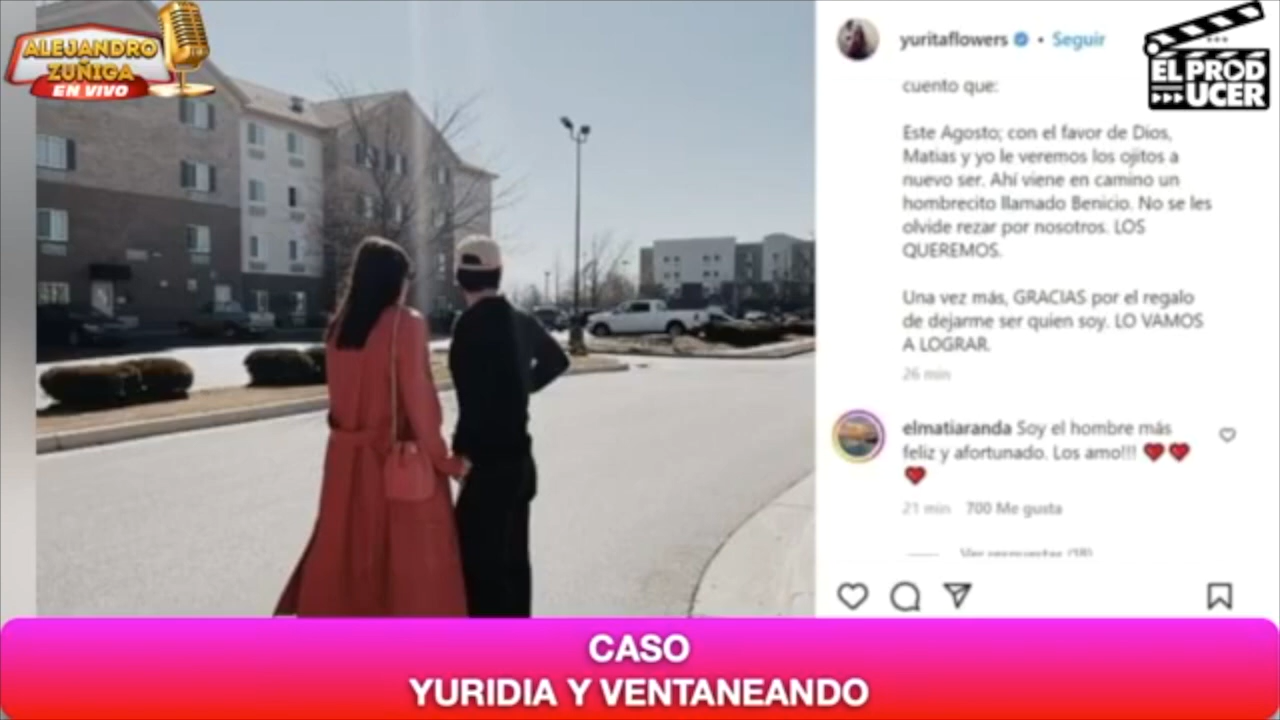 ALEJANDRO
ZUÑIGA
EN VIVO
yuritaflowers • Seguir
EL PROD
UCER
cuento que:
Este Agosto; con el favor de Dios,
Matias y yo le veremos los ojitos a
nuevo ser. Ahí viene en camino un
hombrecito llamado Benicio. No se les
olvide rezar por nosotros. LOS
QUEREMOS.
Una vez más, GRACIAS por el regalo
de dejarme ser quien soy. LO VAMOS
A LOGRAR.
26 min
elmatiaranda Soy el hombre más
feliz y afortunado. Los amo!!!
21 min 700 Me gusta
Ver respuestas (18)
CASO
YURIDIA Y VENTANEANDO